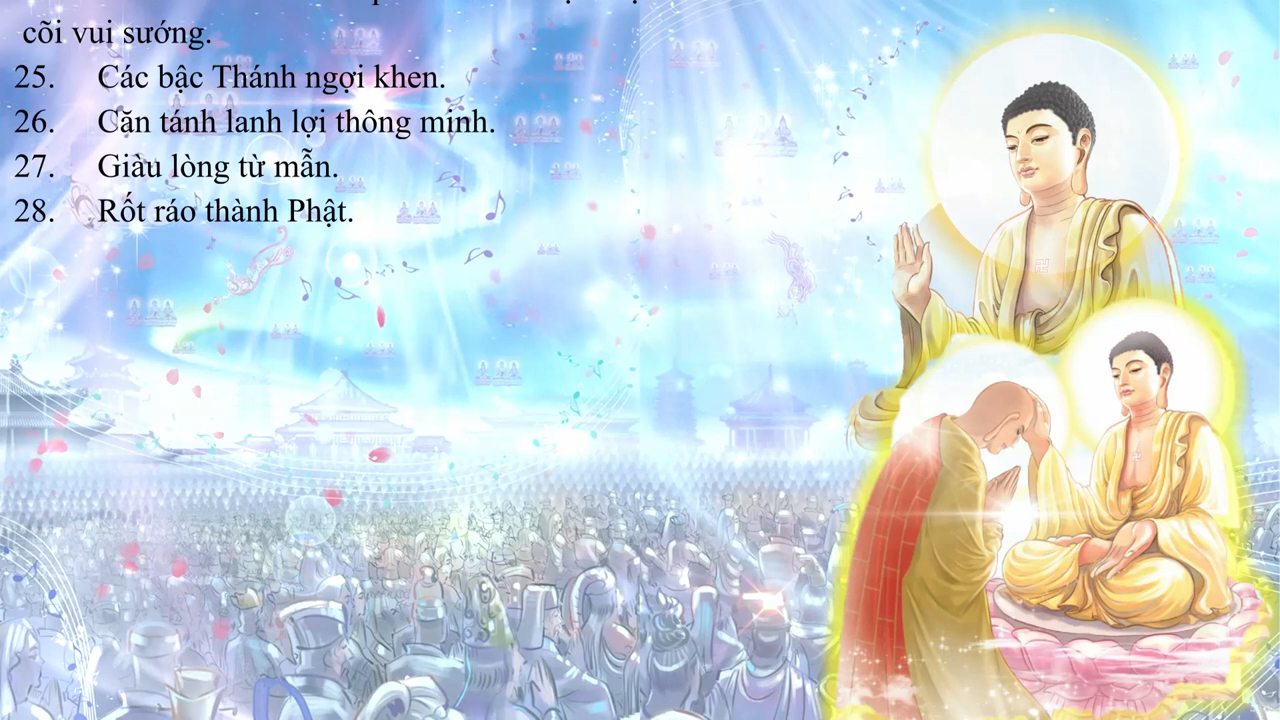 cõi vui sướng.
25. Các bậc Thánh ngợi khen.
26. Căn tánh lanh lợi thông minh.
27. Giàu lòng từ mẫn.
28. Rốt ráo thành Phật.